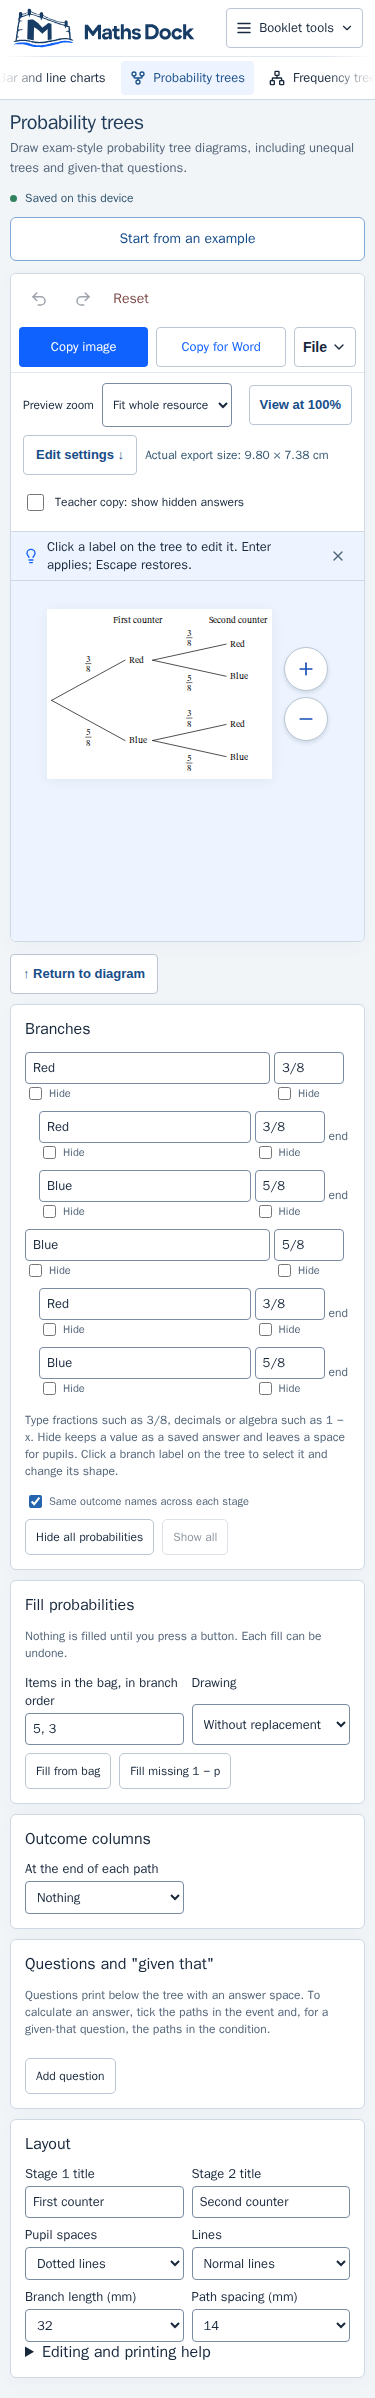 Maths Dock
Booklet tools
Bar and line charts
Probability trees
Frequency trees
Probability trees
Draw exam-style probability tree diagrams, including unequal
trees and given-that questions.
Saved on this device
Start from an example
Reset
Copy image
Copy for Word
File
Preview zoom
Fit whole resource
View at 100%
Edit settings ↓
Actual export size: 9.80 × 7.38 cm
Teacher copy: show hidden answers
Click a label on the tree to edit it. Enter
applies; Escape restores.
First counter Second counter
3/8 Red
3/8 Red
5/8 Blue
5/8 Blue
3/8 Red
5/8 Blue
↑ Return to diagram
Branches
Red 3/8
Hide Hide
Red 3/8 end
Hide Hide
Blue 5/8 end
Hide Hide
Blue 5/8
Hide Hide
Red 3/8 end
Hide Hide
Blue 5/8 end
Hide Hide
Type fractions such as 3/8, decimals or algebra such as 1 −
x. Hide keeps a value as a saved answer and leaves a space
for pupils. Click a branch label on the tree to select it and
change its shape.
Same outcome names across each stage
Hide all probabilities
Show all
Fill probabilities
Nothing is filled until you press a button. Each fill can be
undone.
Items in the bag, in branch
order
5, 3
Drawing
Without replacement
Fill from bag
Fill missing 1 − p
Outcome columns
At the end of each path
Nothing
Questions and "given that"
Questions print below the tree with an answer space. To
calculate an answer, tick the paths in the event and, for a
given-that question, the paths in the condition.
Add question
Layout
Stage 1 title Stage 2 title
First counter Second counter
Pupil spaces Lines
Dotted lines Normal lines
Branch length (mm) Path spacing (mm)
32 14
Editing and printing help